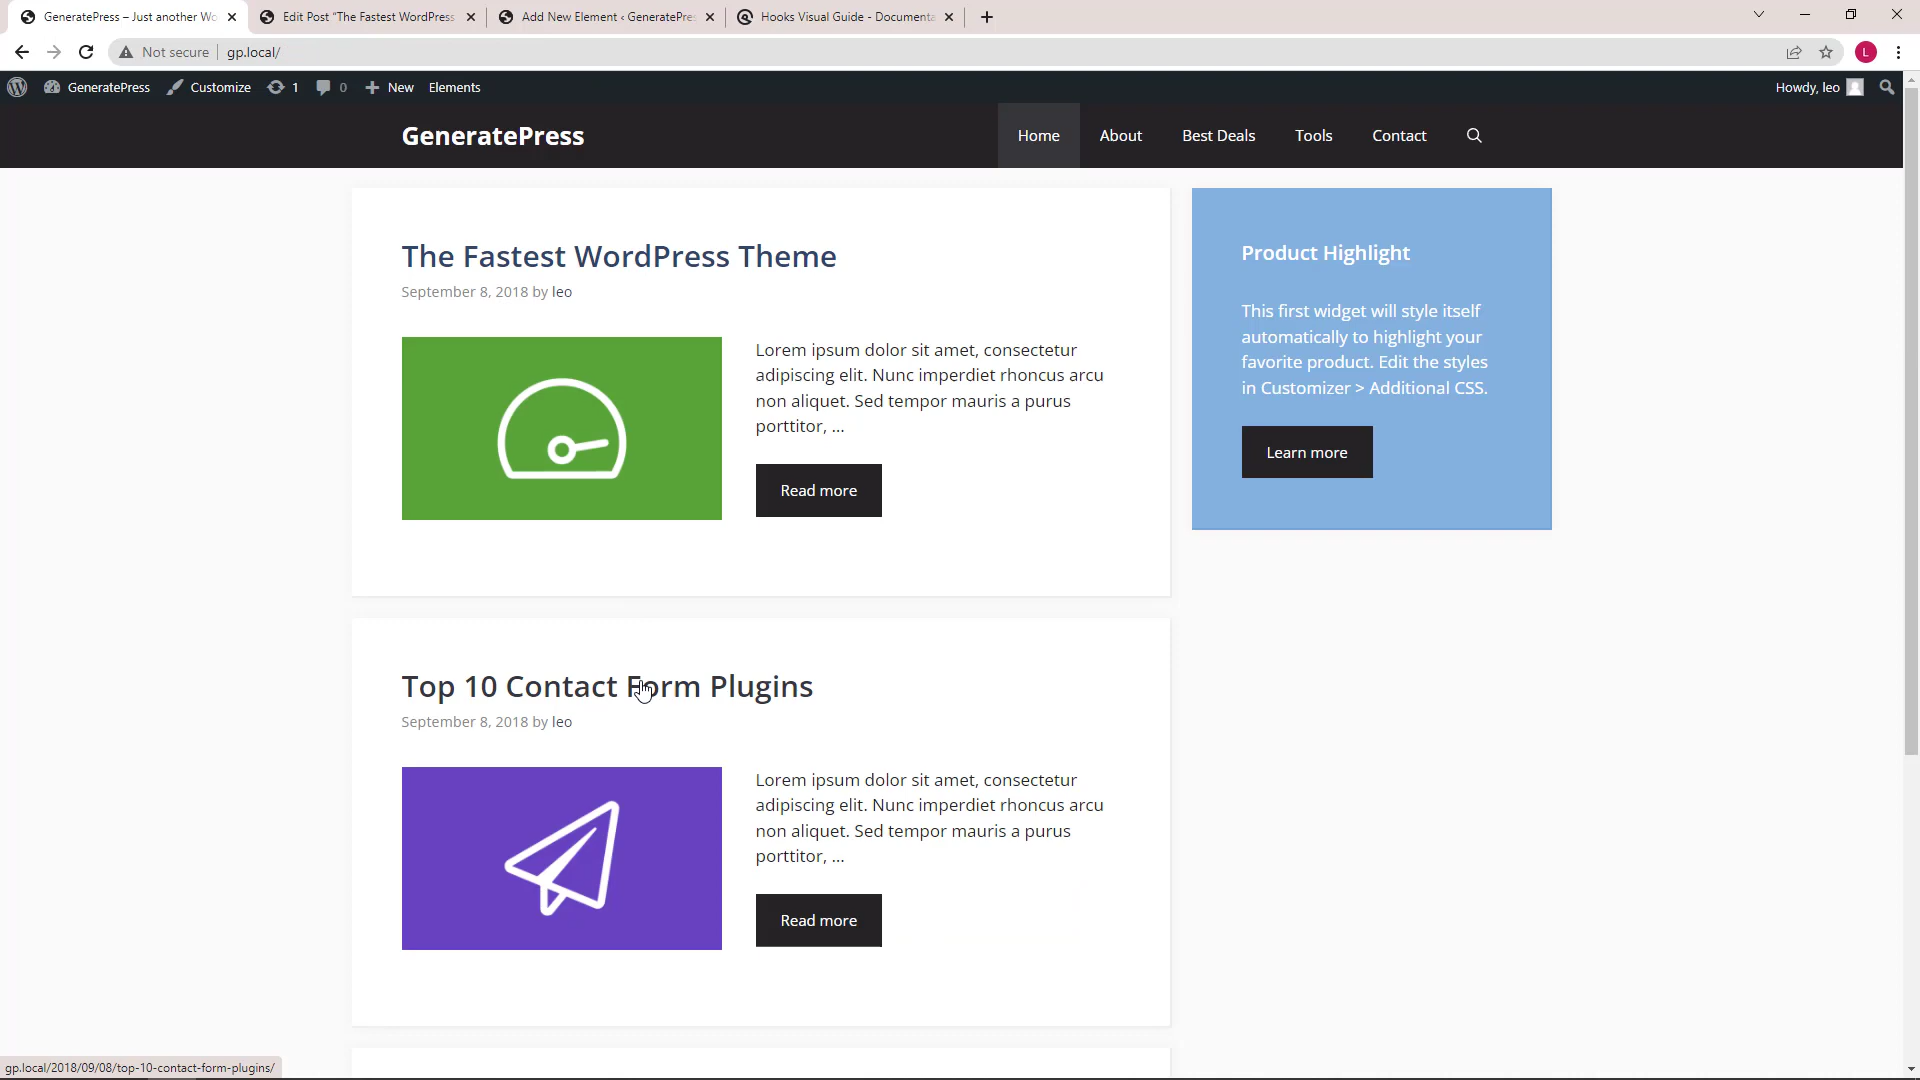 GeneratePress – Just another Wo
Edit Post "The Fastest WordPress
Add New Element ‹ GeneratePres
Hooks Visual Guide - Documenta
Not secure
gp.local/
L
GeneratePress
Customize
1
0
New
Elements
Howdy, leo
GeneratePress
Home
About
Best Deals
Tools
Contact
The Fastest WordPress Theme
September 8, 2018 by leo
Lorem ipsum dolor sit amet, consectetur
adipiscing elit. Nunc imperdiet rhoncus arcu
non aliquet. Sed tempor mauris a purus
porttitor, ...
Read more
Product Highlight
This first widget will style itself
automatically to highlight your
favorite product. Edit the styles
in Customizer > Additional CSS.
Learn more
Top 10 Contact Form Plugins
September 8, 2018 by leo
Lorem ipsum dolor sit amet, consectetur
adipiscing elit. Nunc imperdiet rhoncus arcu
non aliquet. Sed tempor mauris a purus
porttitor, ...
Read more
gp.local/2018/09/08/top-10-contact-form-plugins/